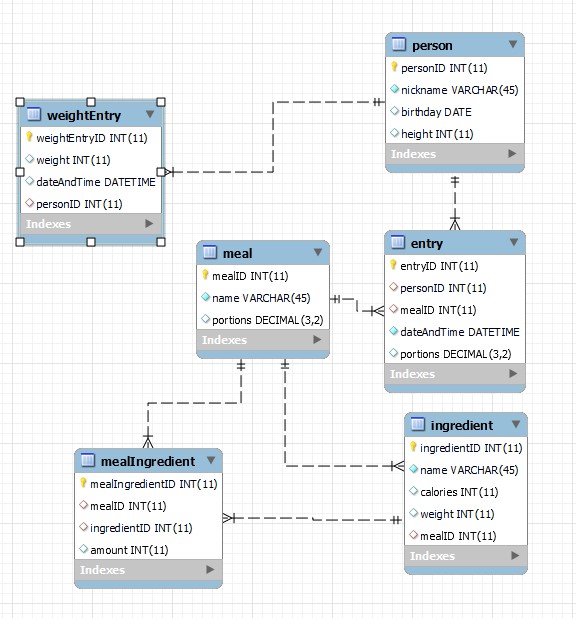 person
personID INT(11)
nickname VARCHAR(45)
birthday DATE
height INT(11)
Indexes
weightEntry
weightEntryID INT(11)
weight INT(11)
dateAndTime DATETIME
personID INT(11)
Indexes
entry
entryID INT(11)
personID INT(11)
mealID INT(11)
dateAndTime DATETIME
portions DECIMAL(3,2)
Indexes
meal
mealID INT(11)
name VARCHAR(45)
portions DECIMAL(3,2)
Indexes
ingredient
ingredientID INT(11)
name VARCHAR(45)
calories INT(11)
weight INT(11)
mealID INT(11)
Indexes
mealIngredient
mealIngredientID INT(11)
mealID INT(11)
ingredientID INT(11)
amount INT(11)
Indexes